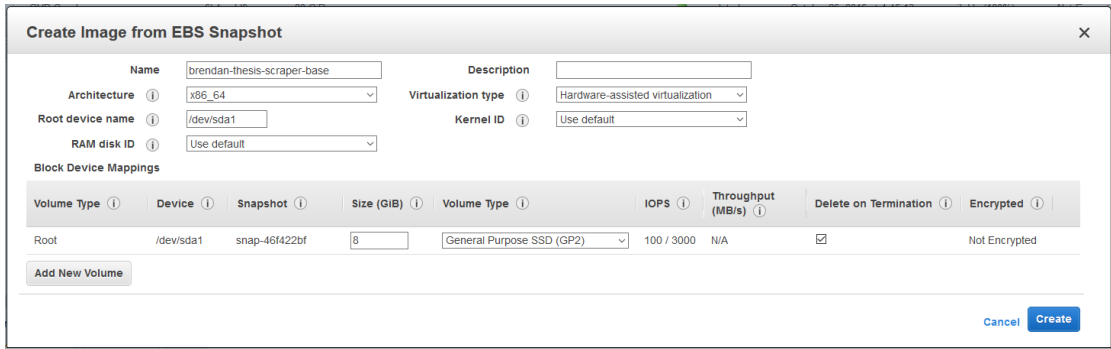 Create Image from EBS Snapshot
Name brendan-thesis-scraper-base Description
Architecture x86_64 Virtualization type Hardware-assisted virtualization
Root device name /dev/sda1 Kernel ID Use default
RAM disk ID Use default
Block Device Mappings
Volume Type Device Snapshot Size (GiB) Volume Type IOPS Throughput (MB/s) Delete on Termination Encrypted
Root /dev/sda1 snap-46f422bf 8 General Purpose SSD (GP2) 100 / 3000 N/A Not Encrypted
Add New Volume
Cancel Create